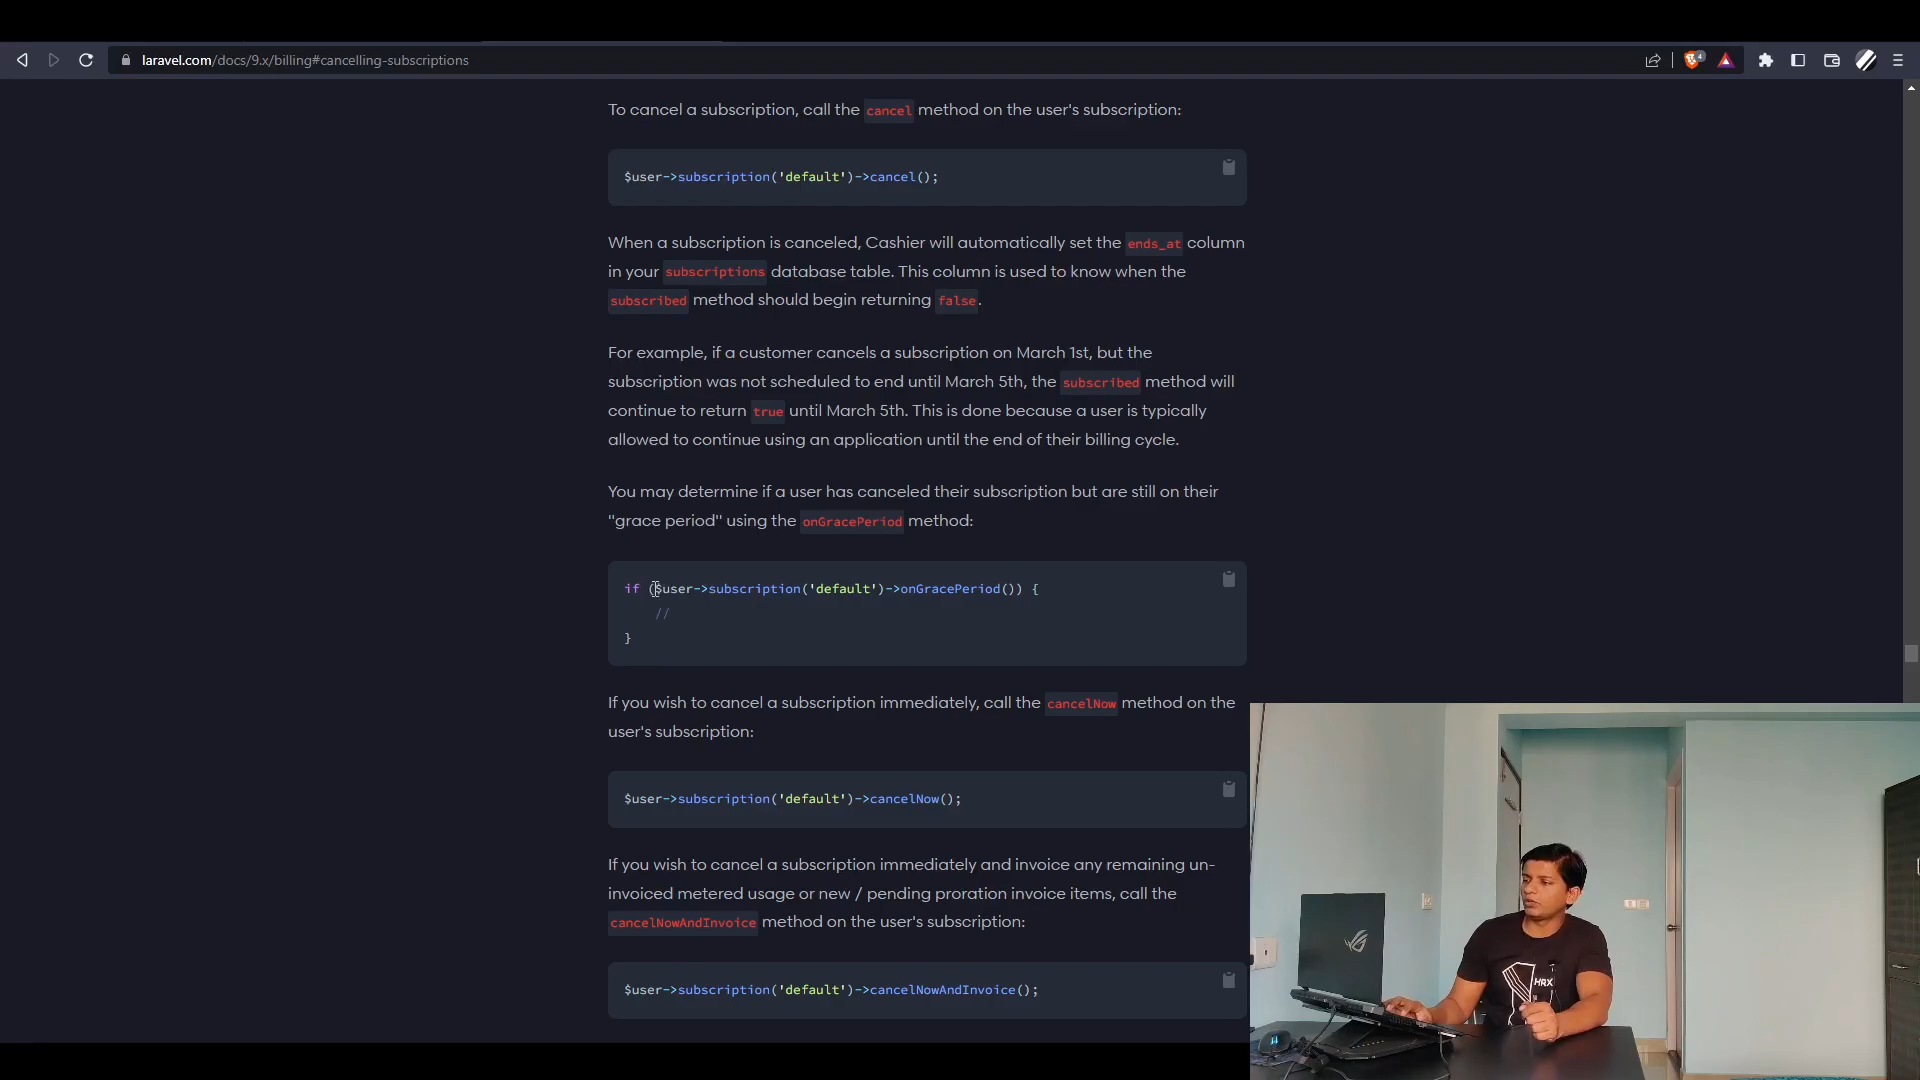 laravel.com/docs/9.x/billing#cancelling-subscriptions
4
To cancel a subscription, call the cancel method on the user's subscription:
$user->subscription('default')->cancel();
When a subscription is canceled, Cashier will automatically set the ends_at column
in your subscriptions database table. This column is used to know when the
subscribed method should begin returning false.
For example, if a customer cancels a subscription on March 1st, but the
subscription was not scheduled to end until March 5th, the subscribed method will
continue to return true until March 5th. This is done because a user is typically
allowed to continue using an application until the end of their billing cycle.
You may determine if a user has canceled their subscription but are still on their
"grace period" using the onGracePeriod method:
if ($user->subscription('default')->onGracePeriod()) {
//
}
If you wish to cancel a subscription immediately, call the cancelNow method on the
user's subscription:
$user->subscription('default')->cancelNow();
If you wish to cancel a subscription immediately and invoice any remaining un-
invoiced metered usage or new / pending proration invoice items, call the
cancelNowAndInvoice method on the user's subscription:
$user->subscription('default')->cancelNowAndInvoice();
HRX